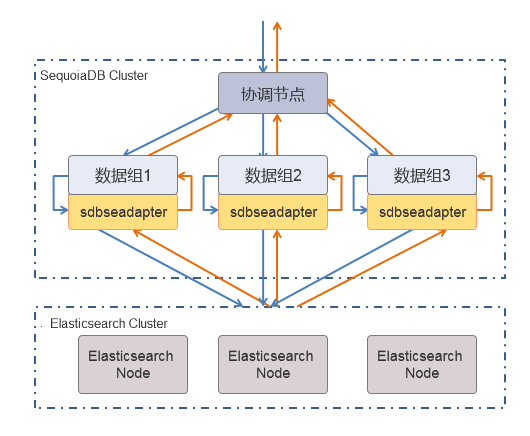 SequoiaDB Cluster
协调节点
数据组1
数据组2
数据组3
sdbseadapter
sdbseadapter
sdbseadapter
Elasticsearch Cluster
Elasticsearch
Node
Elasticsearch
Node
Elasticsearch
Node